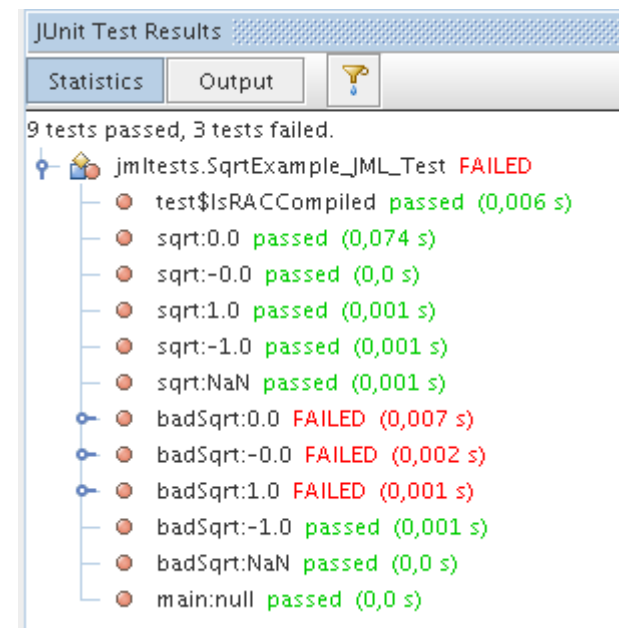 JUnit Test Results
Statistics Output
9 tests passed, 3 tests failed.
jmltests.SqrtExample_JML_Test FAILED
test$IsRACCompiled passed (0,006 s)
sqrt:0.0 passed (0,074 s)
sqrt:-0.0 passed (0,0 s)
sqrt:1.0 passed (0,001 s)
sqrt:-1.0 passed (0,001 s)
sqrt:NaN passed (0,001 s)
badSqrt:0.0 FAILED (0,007 s)
badSqrt:-0.0 FAILED (0,002 s)
badSqrt:1.0 FAILED (0,001 s)
badSqrt:-1.0 passed (0,001 s)
badSqrt:NaN passed (0,0 s)
main:null passed (0,0 s)